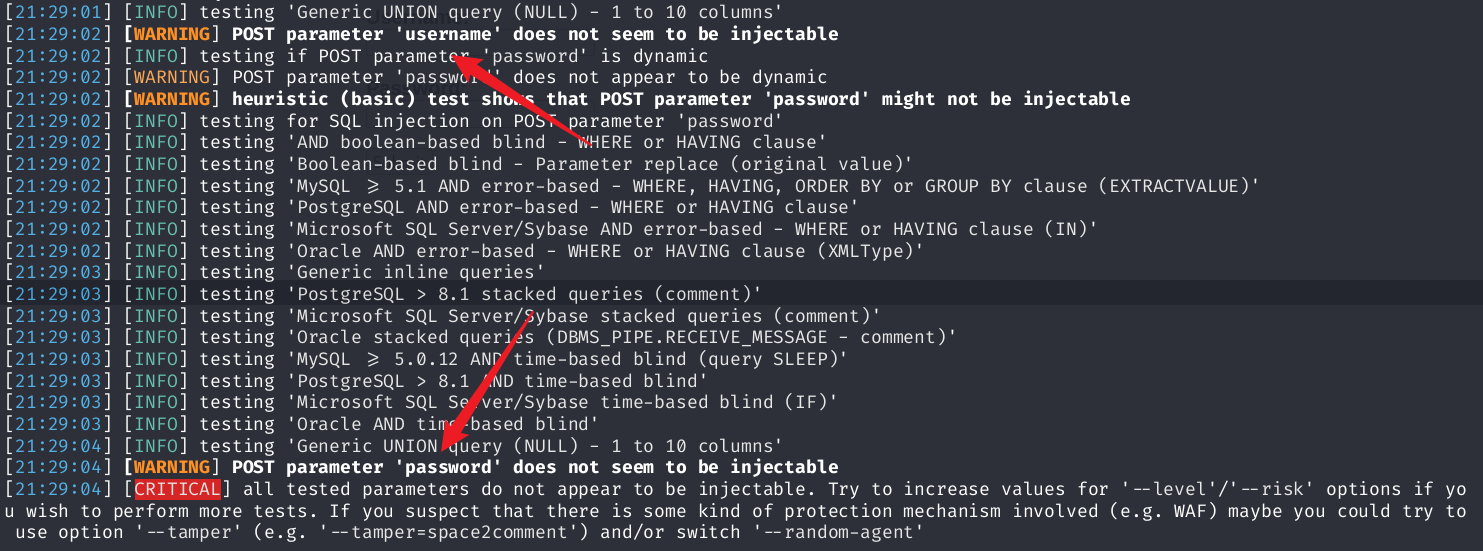 [21:29:01] [INFO] testing 'Generic UNION query (NULL) - 1 to 10 columns'
[21:29:02] [WARNING] POST parameter 'username' does not seem to be injectable
[21:29:02] [INFO] testing if POST parameter 'password' is dynamic
[21:29:02] [WARNING] POST parameter 'password' does not appear to be dynamic
[21:29:02] [WARNING] heuristic (basic) test shows that POST parameter 'password' might not be injectable
[21:29:02] [INFO] testing for SQL injection on POST parameter 'password'
[21:29:02] [INFO] testing 'AND boolean-based blind - WHERE or HAVING clause'
[21:29:02] [INFO] testing 'Boolean-based blind - Parameter replace (original value)'
[21:29:02] [INFO] testing 'MySQL ≥ 5.1 AND error-based - WHERE, HAVING, ORDER BY or GROUP BY clause (EXTRACTVALUE)'
[21:29:02] [INFO] testing 'PostgreSQL AND error-based - WHERE or HAVING clause'
[21:29:02] [INFO] testing 'Microsoft SQL Server/Sybase AND error-based - WHERE or HAVING clause (IN)'
[21:29:02] [INFO] testing 'Oracle AND error-based - WHERE or HAVING clause (XMLType)'
[21:29:03] [INFO] testing 'Generic inline queries'
[21:29:03] [INFO] testing 'PostgreSQL > 8.1 stacked queries (comment)'
[21:29:03] [INFO] testing 'Microsoft SQL Server/Sybase stacked queries (comment)'
[21:29:03] [INFO] testing 'Oracle stacked queries (DBMS_PIPE.RECEIVE_MESSAGE - comment)'
[21:29:03] [INFO] testing 'MySQL ≥ 5.0.12 AND time-based blind (query SLEEP)'
[21:29:03] [INFO] testing 'PostgreSQL > 8.1 AND time-based blind'
[21:29:03] [INFO] testing 'Microsoft SQL Server/Sybase time-based blind (IF)'
[21:29:03] [INFO] testing 'Oracle AND time-based blind'
[21:29:04] [INFO] testing 'Generic UNION query (NULL) - 1 to 10 columns'
[21:29:04] [WARNING] POST parameter 'password' does not seem to be injectable
[21:29:04] [CRITICAL] all tested parameters do not appear to be injectable. Try to increase values for '--level'/'--risk' options if yo
u wish to perform more tests. If you suspect that there is some kind of protection mechanism involved (e.g. WAF) maybe you could try to
use option '--tamper' (e.g. '--tamper=space2comment') and/or switch '--random-agent'